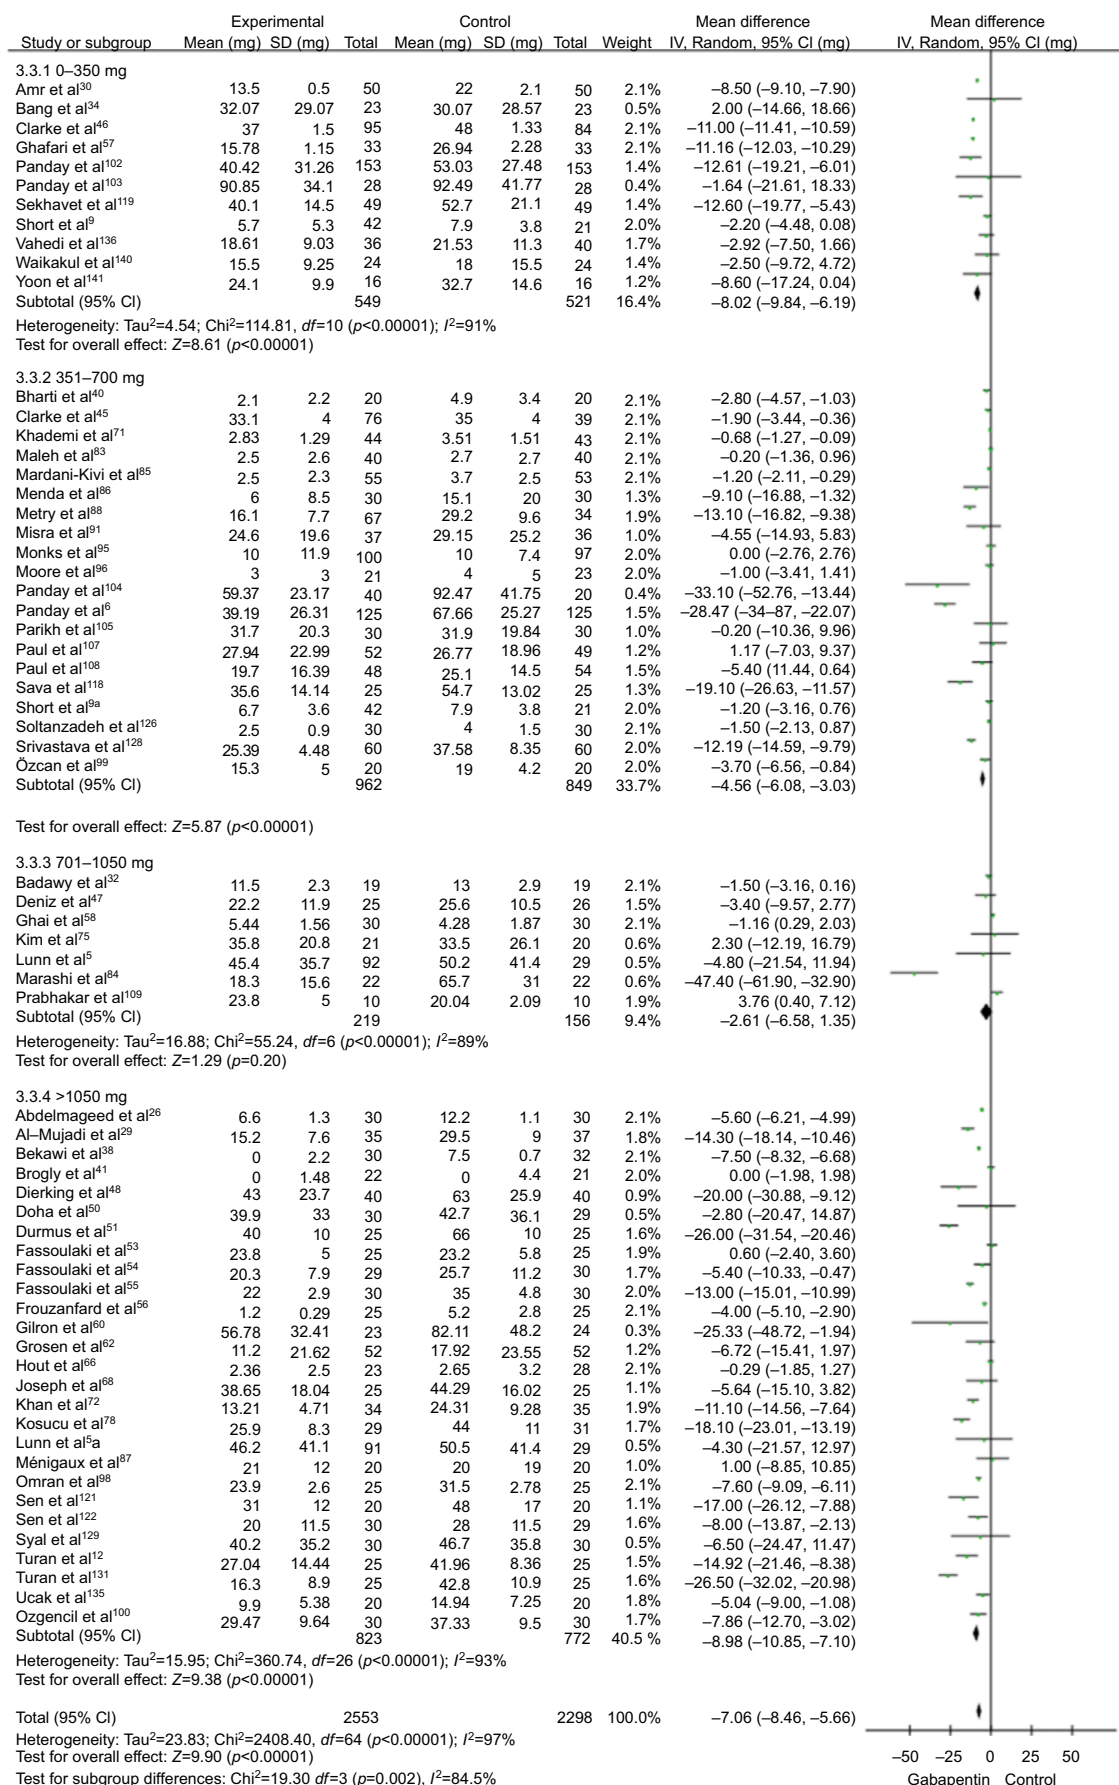 Experimental Control Mean difference Mean difference
Study or subgroup Mean (mg) SD (mg) Total Mean (mg) SD (mg) Total Weight IV, Random, 95% CI (mg) IV, Random, 95% CI (mg)
3.3.1 0–350 mg
Amr et al30 13.5 0.5 50 22 2.1 50 2.1% –8.50 (–9.10, –7.90)
Bang et al34 32.07 29.07 23 30.07 28.57 23 0.5% 2.00 (–14.66, 18.66)
Clarke et al46 37 1.5 95 48 1.33 84 2.1% –11.00 (–11.41, –10.59)
Ghafari et al57 15.78 1.15 33 26.94 2.28 33 2.1% –11.16 (–12.03, –10.29)
Panday et al102 40.42 31.26 153 53.03 27.48 153 1.4% –12.61 (–19.21, –6.01)
Panday et al103 90.85 34.1 28 92.49 41.77 28 0.4% –1.64 (–21.61, 18.33)
Sekhavet et al119 40.1 14.5 49 52.7 21.1 49 1.4% –12.60 (–19.77, –5.43)
Short et al9 5.7 5.3 42 7.9 3.8 21 2.0% –2.20 (–4.48, 0.08)
Vahedi et al136 18.61 9.03 36 21.53 11.3 40 1.7% –2.92 (–7.50, 1.66)
Waikakul et al140 15.5 9.25 24 18 15.5 24 1.4% –2.50 (–9.72, 4.72)
Yoon et al141 24.1 9.9 16 32.7 14.6 16 1.2% –8.60 (–17.24, 0.04)
Subtotal (95% CI) 549 521 16.4% –8.02 (–9.84, –6.19)
Heterogeneity: Tau2=4.54; Chi2=114.81, df=10 (p<0.00001); I2=91%
Test for overall effect: Z=8.61 (p<0.00001)
3.3.2 351–700 mg
Bharti et al40 2.1 2.2 20 4.9 3.4 20 2.1% –2.80 (–4.57, –1.03)
Clarke et al45 33.1 4 76 35 4 39 2.1% –1.90 (–3.44, –0.36)
Khademi et al71 2.83 1.29 44 3.51 1.51 43 2.1% –0.68 (–1.27, –0.09)
Maleh et al83 2.5 2.6 40 2.7 2.7 40 2.1% –0.20 (–1.36, 0.96)
Mardani-Kivi et al85 2.5 2.3 55 3.7 2.5 53 2.1% –1.20 (–2.11, –0.29)
Menda et al86 6 8.5 30 15.1 20 30 1.3% –9.10 (–16.88, –1.32)
Metry et al88 16.1 7.7 67 29.2 9.6 34 1.9% –13.10 (–16.82, –9.38)
Misra et al91 24.6 19.6 37 29.15 25.2 36 1.0% –4.55 (–14.93, 5.83)
Monks et al95 10 11.9 100 10 7.4 97 2.0% 0.00 (–2.76, 2.76)
Moore et al96 3 3 21 4 5 23 2.0% –1.00 (–3.41, 1.41)
Panday et al104 59.37 23.17 40 92.47 41.75 20 0.4% –33.10 (–52.76, –13.44)
Panday et al6 39.19 26.31 125 67.66 25.27 125 1.5% –28.47 (–34–87, –22.07)
Parikh et al105 31.7 20.3 30 31.9 19.84 30 1.0% –0.20 (–10.36, 9.96)
Paul et al107 27.94 22.99 52 26.77 18.96 49 1.2% 1.17 (–7.03, 9.37)
Paul et al108 19.7 16.39 48 25.1 14.5 54 1.5% –5.40 (11.44, 0.64)
Sava et al118 35.6 14.14 25 54.7 13.02 25 1.3% –19.10 (–26.63, –11.57)
Short et al9a 6.7 3.6 42 7.9 3.8 21 2.0% –1.20 (–3.16, 0.76)
Soltanzadeh et al126 2.5 0.9 30 4 1.5 30 2.1% –1.50 (–2.13, 0.87)
Srivastava et al128 25.39 4.48 60 37.58 8.35 60 2.0% –12.19 (–14.59, –9.79)
Özcan et al99 15.3 5 20 19 4.2 20 2.0% –3.70 (–6.56, –0.84)
Subtotal (95% CI) 962 849 33.7% –4.56 (–6.08, –3.03)
Test for overall effect: Z=5.87 (p<0.00001)
3.3.3 701–1050 mg
Badawy et al32 11.5 2.3 19 13 2.9 19 2.1% –1.50 (–3.16, 0.16)
Deniz et al47 22.2 11.9 25 25.6 10.5 26 1.5% –3.40 (–9.57, 2.77)
Ghai et al58 5.44 1.56 30 4.28 1.87 30 2.1% –1.16 (0.29, 2.03)
Kim et al75 35.8 20.8 21 33.5 26.1 20 0.6% 2.30 (–12.19, 16.79)
Lunn et al5 45.4 35.7 92 50.2 41.4 29 0.5% –4.80 (–21.54, 11.94)
Marashi et al84 18.3 15.6 22 65.7 31 22 0.6% –47.40 (–61.90, –32.90)
Prabhakar et al109 23.8 5 10 20.04 2.09 10 1.9% 3.76 (0.40, 7.12)
Subtotal (95% CI) 219 156 9.4% –2.61 (–6.58, 1.35)
Heterogeneity: Tau2=16.88; Chi2=55.24, df=6 (p<0.00001); I2=89%
Test for overall effect: Z=1.29 (p=0.20)
3.3.4 >1050 mg
Abdelmageed et al26 6.6 1.3 30 12.2 1.1 30 2.1% –5.60 (–6.21, –4.99)
Al–Mujadi et al29 15.2 7.6 35 29.5 9 37 1.8% –14.30 (–18.14, –10.46)
Bekawi et al38 0 2.2 30 7.5 0.7 32 2.1% –7.50 (–8.32, –6.68)
Brogly et al41 0 1.48 22 0 4.4 21 2.0% 0.00 (–1.98, 1.98)
Dierking et al48 43 23.7 40 63 25.9 40 0.9% –20.00 (–30.88, –9.12)
Doha et al50 39.9 33 30 42.7 36.1 29 0.5% –2.80 (–20.47, 14.87)
Durmus et al51 40 10 25 66 10 25 1.6% –26.00 (–31.54, –20.46)
Fassoulaki et al53 23.8 5 25 23.2 5.8 25 1.9% 0.60 (–2.40, 3.60)
Fassoulaki et al54 20.3 7.9 29 25.7 11.2 30 1.7% –5.40 (–10.33, –0.47)
Fassoulaki et al55 22 2.9 30 35 4.8 30 2.0% –13.00 (–15.01, –10.99)
Frouzanfard et al56 1.2 0.29 25 5.2 2.8 25 2.1% –4.00 (–5.10, –2.90)
Gilron et al60 56.78 32.41 23 82.11 48.2 24 0.3% –25.33 (–48.72, –1.94)
Grosen et al62 11.2 21.62 52 17.92 23.55 52 1.2% –6.72 (–15.41, 1.97)
Hout et al66 2.36 2.5 23 2.65 3.2 28 2.1% –0.29 (–1.85, 1.27)
Joseph et al68 38.65 18.04 25 44.29 16.02 25 1.1% –5.64 (–15.10, 3.82)
Khan et al72 13.21 4.71 34 24.31 9.28 35 1.9% –11.10 (–14.56, –7.64)
Kosucu et al78 25.9 8.3 29 44 11 31 1.7% –18.10 (–23.01, –13.19)
Lunn et al5a 46.2 41.1 91 50.5 41.4 29 0.5% –4.30 (–21.57, 12.97)
Ménigaux et al87 21 12 20 20 19 20 1.0% 1.00 (–8.85, 10.85)
Omran et al98 23.9 2.6 25 31.5 2.78 25 2.1% –7.60 (–9.09, –6.11)
Sen et al121 31 12 20 48 17 20 1.1% –17.00 (–26.12, –7.88)
Sen et al122 20 11.5 30 28 11.5 29 1.6% –8.00 (–13.87, –2.13)
Syal et al129 40.2 35.2 30 46.7 35.8 30 0.5% –6.50 (–24.47, 11.47)
Turan et al12 27.04 14.44 25 41.96 8.36 25 1.5% –14.92 (–21.46, –8.38)
Turan et al131 16.3 8.9 25 42.8 10.9 25 1.6% –26.50 (–32.02, –20.98)
Ucak et al135 9.9 5.38 20 14.94 7.25 20 1.8% –5.04 (–9.00, –1.08)
Ozgencil et al100 29.47 9.64 30 37.33 9.5 30 1.7% –7.86 (–12.70, –3.02)
Subtotal (95% CI) 823 772 40.5 % –8.98 (–10.85, –7.10)
Heterogeneity: Tau2=15.95; Chi2=360.74, df=26 (p<0.00001); I2=93%
Test for overall effect: Z=9.38 (p<0.00001)
Total (95% CI) 2553 2298 100.0% –7.06 (–8.46, –5.66)
Heterogeneity: Tau2=23.83; Chi2=2408.40, df=64 (p<0.00001); I2=97%
Test for overall effect: Z=9.90 (p<0.00001)
Test for subgroup differences: Chi2=19.30 df=3 (p=0.002), I2=84.5%
–50 –25 0 25 50
Gabapentin Control